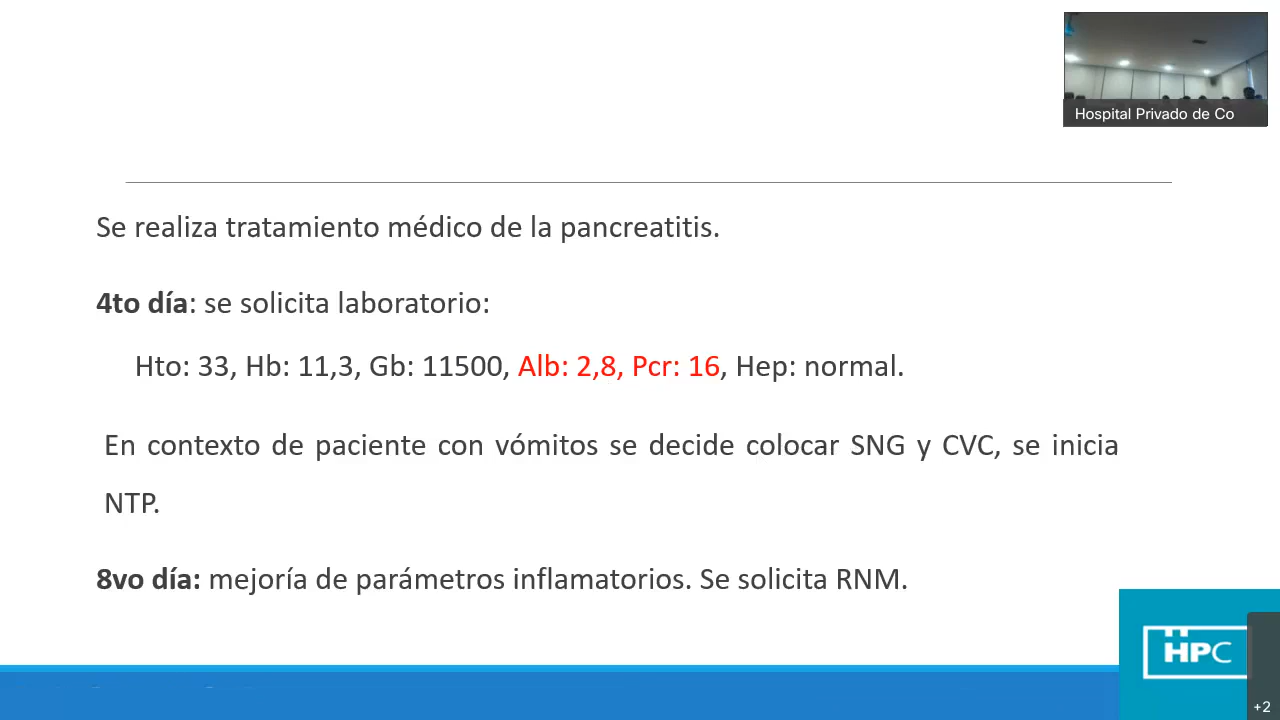 Hospital Privado de Co
Se realiza tratamiento médico de la pancreatitis.
4to día: se solicita laboratorio:
Hto: 33, Hb: 11,3, Gb: 11500, Alb: 2,8, Pcr: 16, Hep: normal.
En contexto de paciente con vómitos se decide colocar SNG y CVC, se inicia
NTP.
8vo día: mejoría de parámetros inflamatorios. Se solicita RNM.
HPC
+2